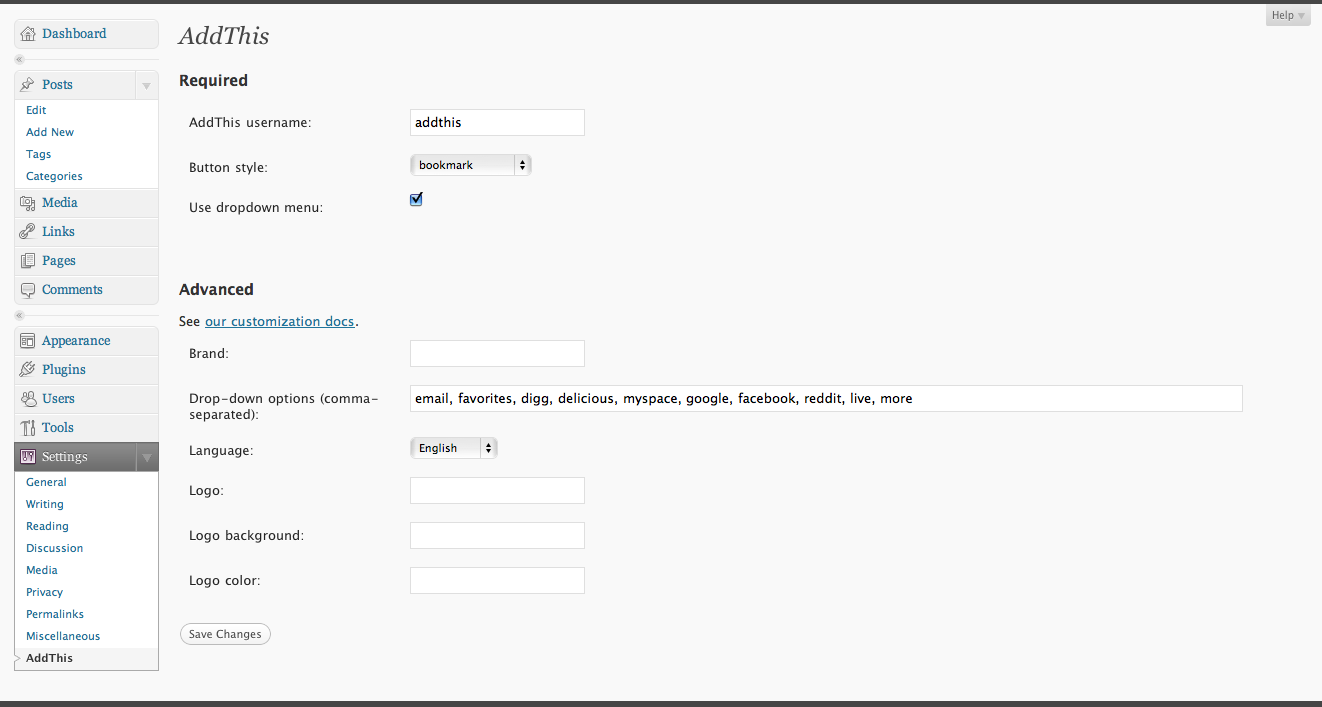 Help
Dashboard
Posts
Edit
Add New
Tags
Categories
Media
Links
Pages
Comments
Appearance
Plugins
Users
Tools
Settings
General
Writing
Reading
Discussion
Media
Privacy
Permalinks
Miscellaneous
AddThis
AddThis
Required
AddThis username: addthis
Button style: bookmark
Use dropdown menu:
Advanced
See our customization docs.
Brand:
Drop-down options (comma-
separated): email, favorites, digg, delicious, myspace, google, facebook, reddit, live, more
Language: English
Logo:
Logo background:
Logo color:
Save Changes